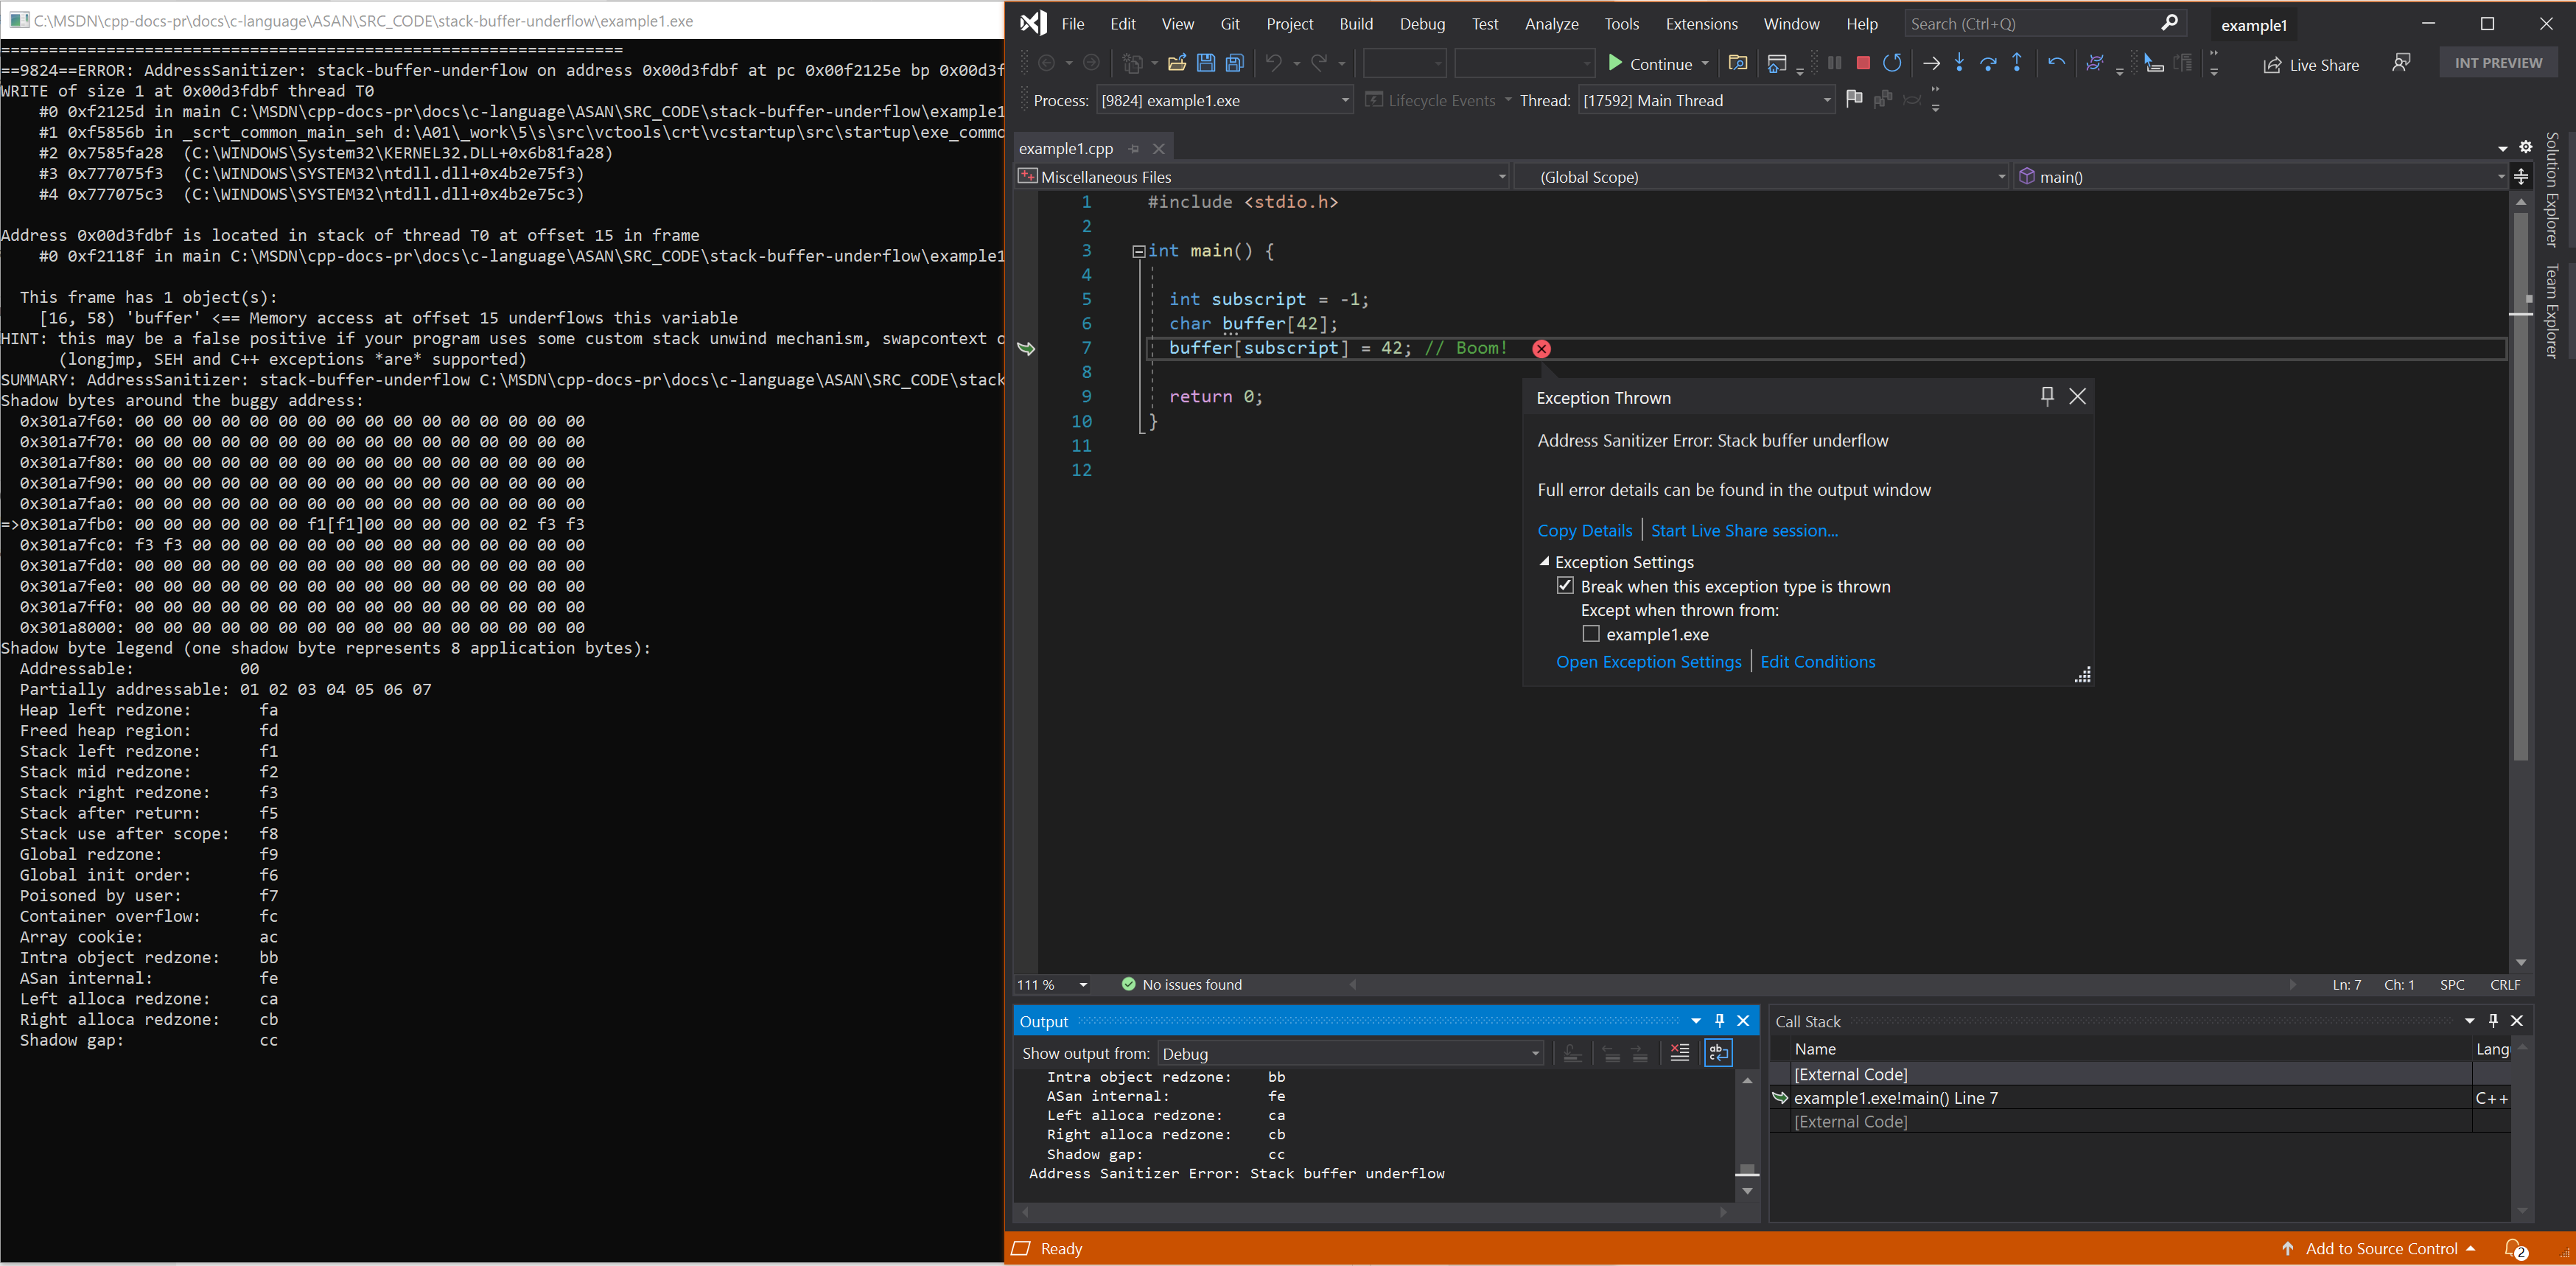 C:\MSDN\cpp-docs-pr\docs\c-language\ASAN\SRC_CODE\stack-buffer-underflow\example1.exe
=================================================================
==9824==ERROR: AddressSanitizer: stack-buffer-underflow on address 0x00d3fdbf at pc 0x00f2125e bp 0x00d3f
WRITE of size 1 at 0x00d3fdbf thread T0
    #0 0xf2125d in main C:\MSDN\cpp-docs-pr\docs\c-language\ASAN\SRC_CODE\stack-buffer-underflow\example1
    #1 0xf5856b in _scrt_common_main_seh d:\A01\_work\5\s\src\vctools\crt\vcstartup\src\startup\exe_commo
    #2 0x7585fa28  (C:\WINDOWS\System32\KERNEL32.DLL+0x6b81fa28)
    #3 0x777075f3  (C:\WINDOWS\SYSTEM32\ntdll.dll+0x4b2e75f3)
    #4 0x777075c3  (C:\WINDOWS\SYSTEM32\ntdll.dll+0x4b2e75c3)
Address 0x00d3fdbf is located in stack of thread T0 at offset 15 in frame
    #0 0xf2118f in main C:\MSDN\cpp-docs-pr\docs\c-language\ASAN\SRC_CODE\stack-buffer-underflow\example1
  This frame has 1 object(s):
    [16, 58) 'buffer' <== Memory access at offset 15 underflows this variable
HINT: this may be a false positive if your program uses some custom stack unwind mechanism, swapcontext o
      (longjmp, SEH and C++ exceptions *are* supported)
SUMMARY: AddressSanitizer: stack-buffer-underflow C:\MSDN\cpp-docs-pr\docs\c-language\ASAN\SRC_CODE\stack
Shadow bytes around the buggy address:
  0x301a7f60: 00 00 00 00 00 00 00 00 00 00 00 00 00 00 00 00
  0x301a7f70: 00 00 00 00 00 00 00 00 00 00 00 00 00 00 00 00
  0x301a7f80: 00 00 00 00 00 00 00 00 00 00 00 00 00 00 00 00
  0x301a7f90: 00 00 00 00 00 00 00 00 00 00 00 00 00 00 00 00
  0x301a7fa0: 00 00 00 00 00 00 00 00 00 00 00 00 00 00 00 00
=>0x301a7fb0: 00 00 00 00 00 00 f1[f1]00 00 00 00 00 02 f3 f3
  0x301a7fc0: f3 f3 00 00 00 00 00 00 00 00 00 00 00 00 00 00
  0x301a7fd0: 00 00 00 00 00 00 00 00 00 00 00 00 00 00 00 00
  0x301a7fe0: 00 00 00 00 00 00 00 00 00 00 00 00 00 00 00 00
  0x301a7ff0: 00 00 00 00 00 00 00 00 00 00 00 00 00 00 00 00
  0x301a8000: 00 00 00 00 00 00 00 00 00 00 00 00 00 00 00 00
Shadow byte legend (one shadow byte represents 8 application bytes):
  Addressable:           00
  Partially addressable: 01 02 03 04 05 06 07
  Heap left redzone:       fa
  Freed heap region:       fd
  Stack left redzone:      f1
  Stack mid redzone:       f2
  Stack right redzone:     f3
  Stack after return:      f5
  Stack use after scope:   f8
  Global redzone:          f9
  Global init order:       f6
  Poisoned by user:        f7
  Container overflow:      fc
  Array cookie:            ac
  Intra object redzone:    bb
  ASan internal:           fe
  Left alloca redzone:     ca
  Right alloca redzone:    cb
  Shadow gap:              cc
File Edit View Git Project Build Debug Test Analyze Tools Extensions Window Help Search (Ctrl+Q) example1
Continue Live Share INT PREVIEW
Process: [9824] example1.exe Lifecycle Events Thread: [17592] Main Thread
example1.cpp
Miscellaneous Files (Global Scope) main()
1 #include <stdio.h>
2
3 int main() {
4
5 int subscript = -1;
6 char buffer[42];
7 buffer[subscript] = 42; // Boom!
8
9 return 0;
10 }
11
12
Exception Thrown
Address Sanitizer Error: Stack buffer underflow
Full error details can be found in the output window
Copy Details Start Live Share session...
Exception Settings
Break when this exception type is thrown
Except when thrown from:
example1.exe
Open Exception Settings Edit Conditions
Solution Explorer
Team Explorer
111 % No issues found Ln: 7 Ch: 1 SPC CRLF
Output
Show output from: Debug
Intra object redzone:    bb
ASan internal:           fe
Left alloca redzone:     ca
Right alloca redzone:    cb
Shadow gap:              cc
Address Sanitizer Error: Stack buffer underflow
Call Stack
Name Langu
[External Code]
example1.exe!main() Line 7 C++
[External Code]
Ready Add to Source Control 2